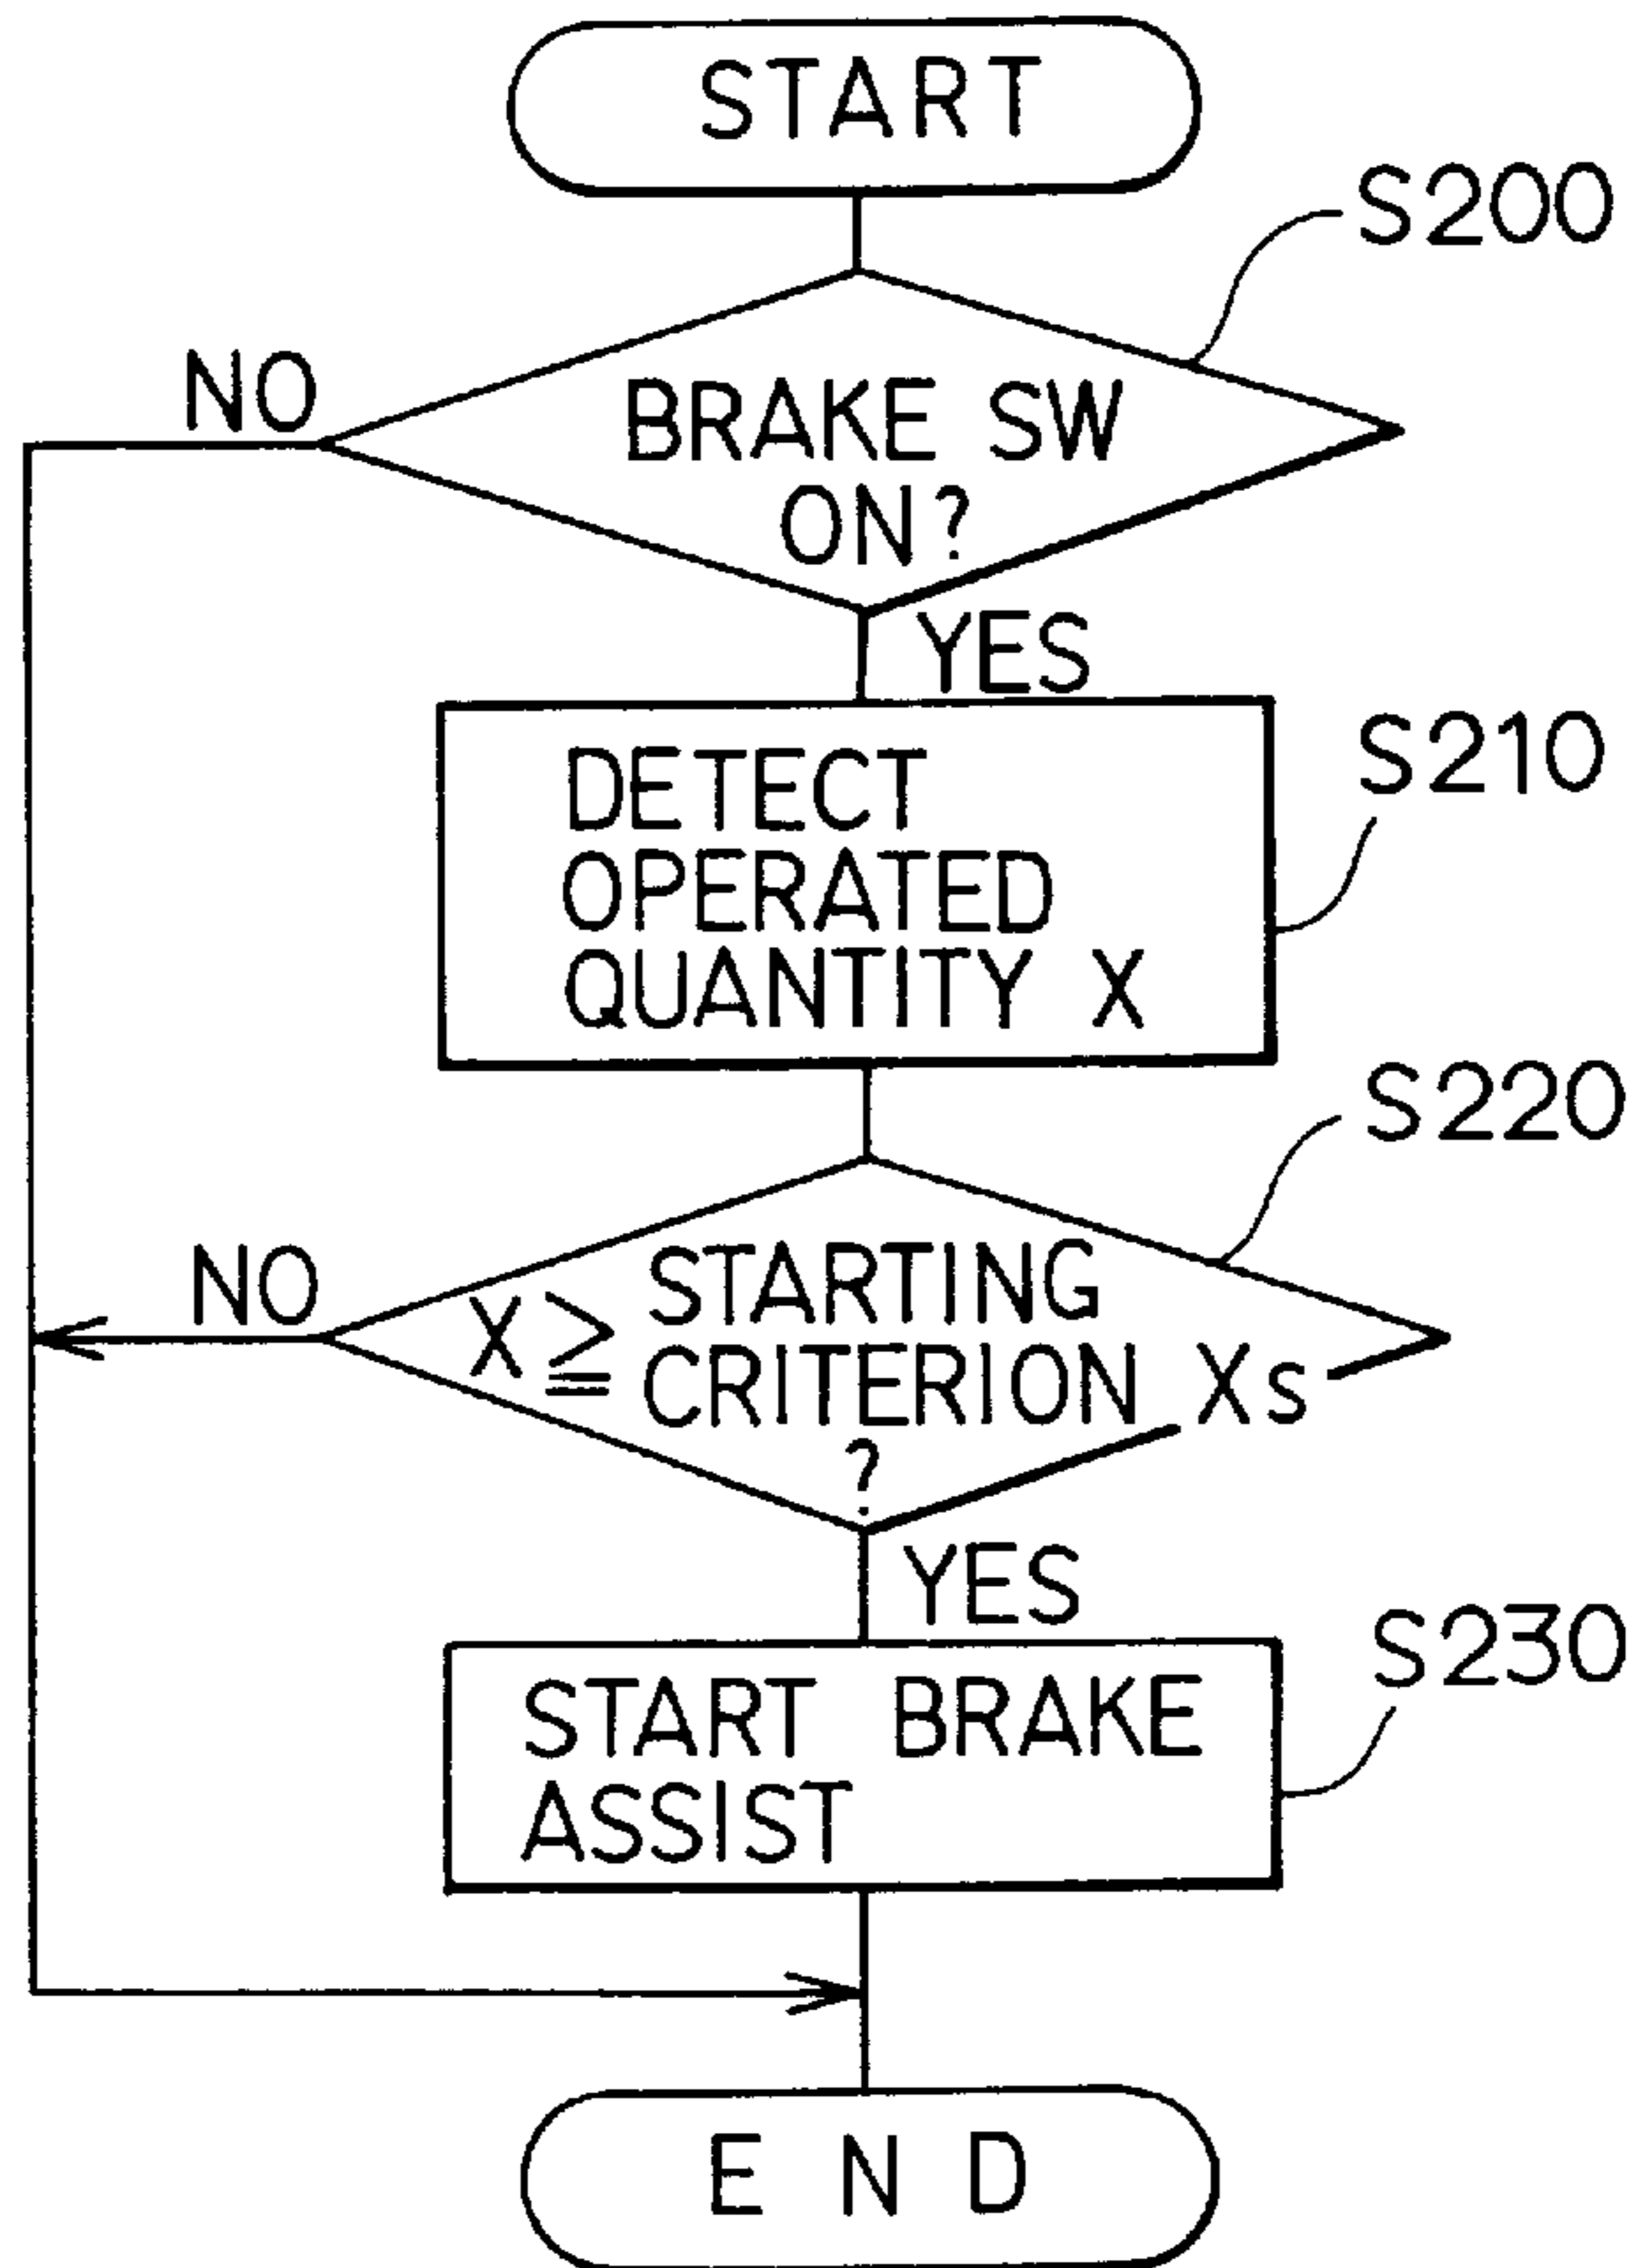 START
S200
NO
BRAKE SW
ON?
YES
S210
DETECT
OPERATED
QUANTITY X
S220
NO
STARTING
X≧ CRITERION Xs
?
YES
S230
START BRAKE
ASSIST
END